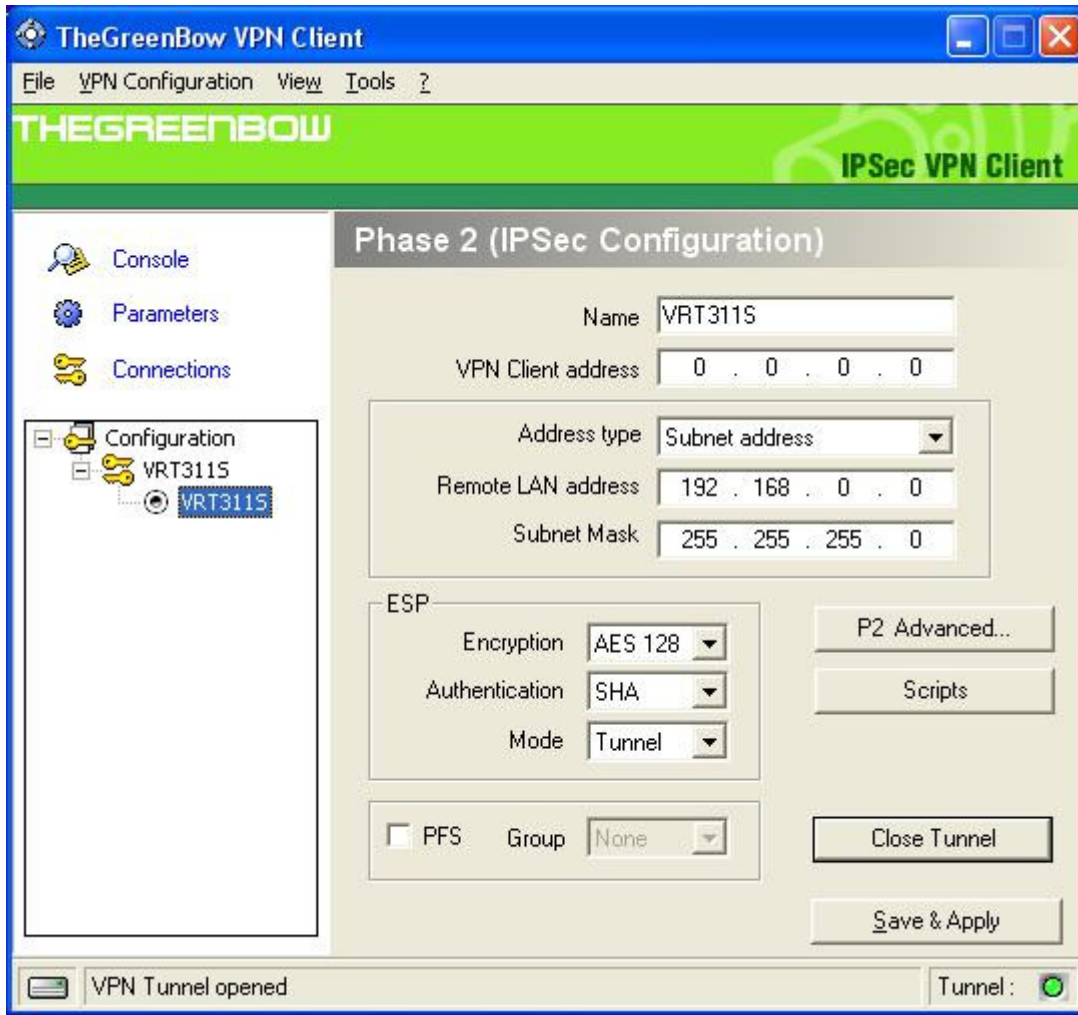 TheGreenBow VPN Client
File VPN Configuration View Tools ?
THEGREENBOW
IPSec VPN Client
Console
Parameters
Connections
Configuration
VRT311S
VRT311S
Phase 2 (IPSec Configuration)
Name VRT311S
VPN Client address 0 . 0 . 0 . 0
Address type Subnet address
Remote LAN address 192 . 168 . 0 . 0
Subnet Mask 255 . 255 . 255 . 0
ESP
Encryption AES 128
Authentication SHA
Mode Tunnel
P2 Advanced...
Scripts
PFS Group None
Close Tunnel
Save & Apply
VPN Tunnel opened Tunnel :